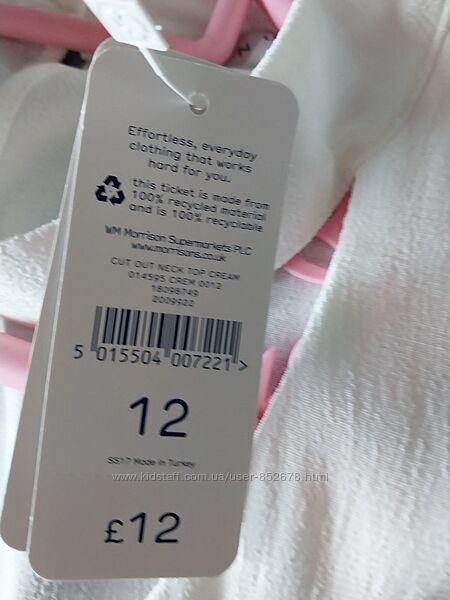 Effortless, everyday
clothing that works
hard for you.
this ticket is made from
100% recycled material
and is 100% recyclable
WM Morrison Supermarkets PLC
www.morrisons.co.uk
CUT OUT NECK TOP CREAM
014595 CREM 0012
18098749
2009922
5 015504 007221 >
12
SS17 Made in Turkey
www.kidstaff.com.ua/user-852678.html
£12